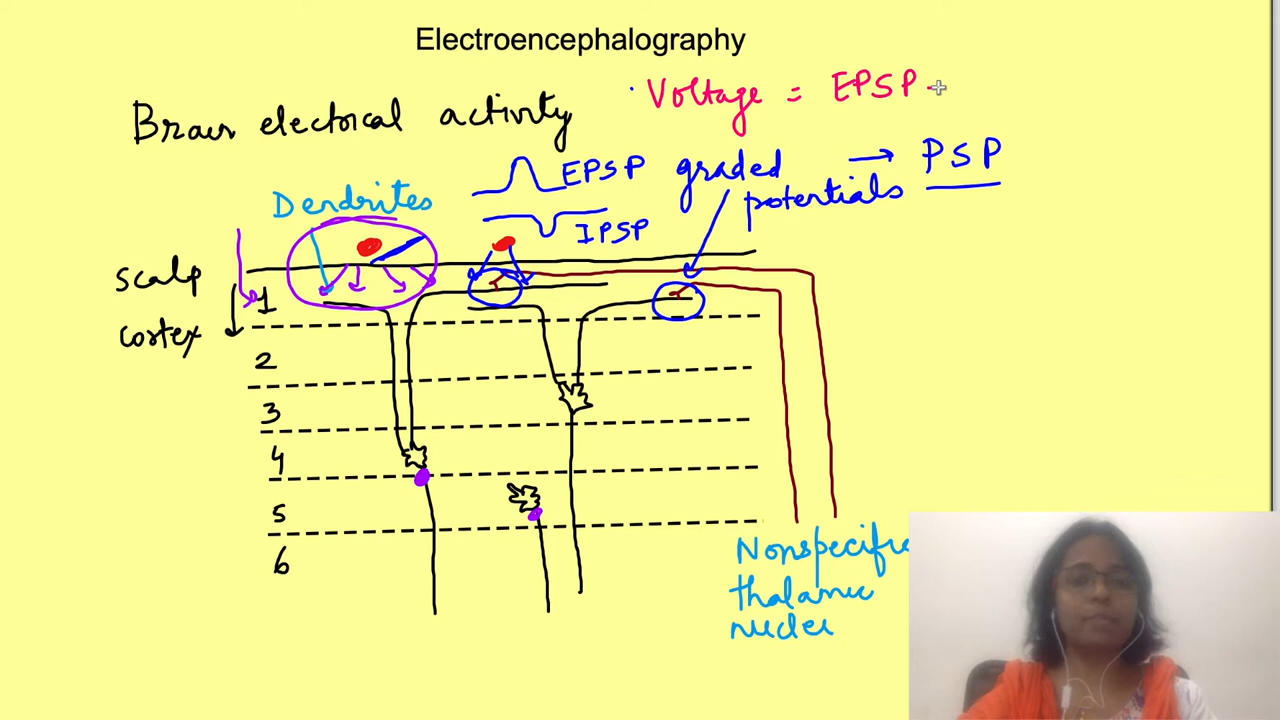 Electroencephalography
Voltage = EPSP
Brain electrical activity
EPSP graded potentials → PSP
IPSP
Dendrites
scalp
cortex
1
2
3
4
5
6
Nonspecific
thalamic
nuclei